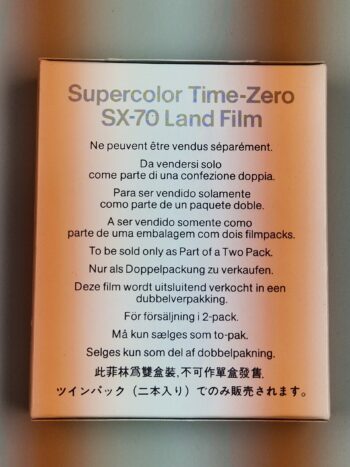 Supercolor Time-Zero
SX-70 Land Film
Ne peuvent être vendus séparément.
Da vendersi solo
come parte di una confezione doppia.
Para ser vendido solamente
como parte de un paquete doble.
A ser vendido somente como
parte de uma embalagem com dois filmpacks.
To be sold only as Part of a Two Pack.
Nur als Doppelpackung zu verkaufen.
Deze film wordt uitsluitend verkocht in een
dubbelverpakking.
För försäljning i 2-pack.
Må kun sælges som to-pak.
Selges kun som del af dobbelpakning.
此菲林爲雙盒裝,不可作單盒發售.
ツインパック（二本入り）でのみ販売されます。